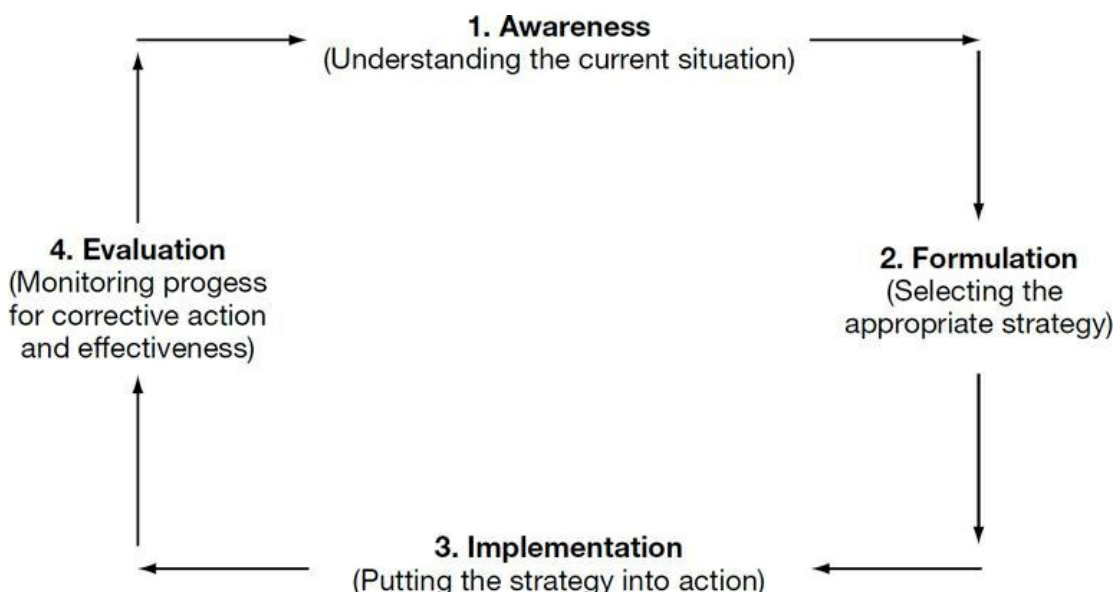 1. Awareness
(Understanding the current situation)
2. Formulation
(Selecting the
appropriate strategy)
3. Implementation
(Putting the strategy into action)
4. Evaluation
(Monitoring progess
for corrective action
and effectiveness)